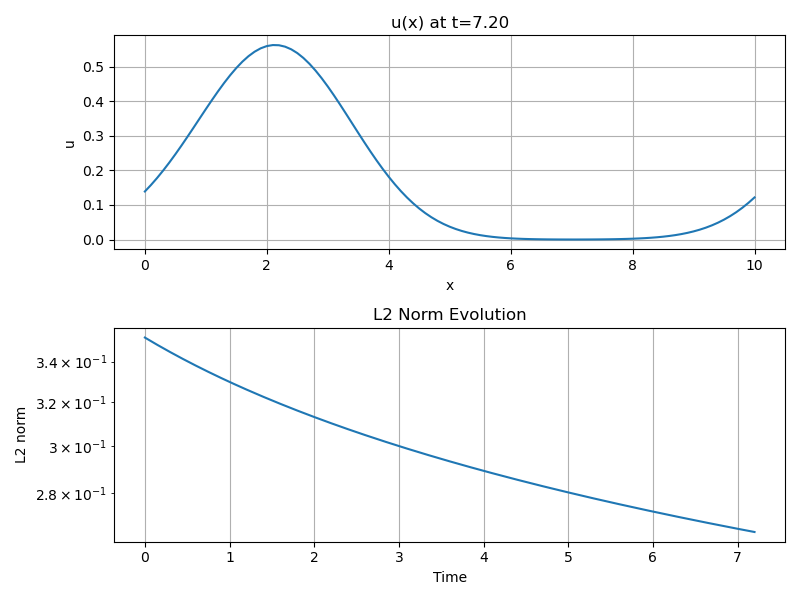 u(x) at t=7.20
u
0.5
0.4
0.3
0.2
0.1
0.0
0 2 4 6 8 10
x
L2 Norm Evolution
L2 norm
3.4 × 10⁻¹
3.2 × 10⁻¹
3 × 10⁻¹
2.8 × 10⁻¹
0 1 2 3 4 5 6 7
Time